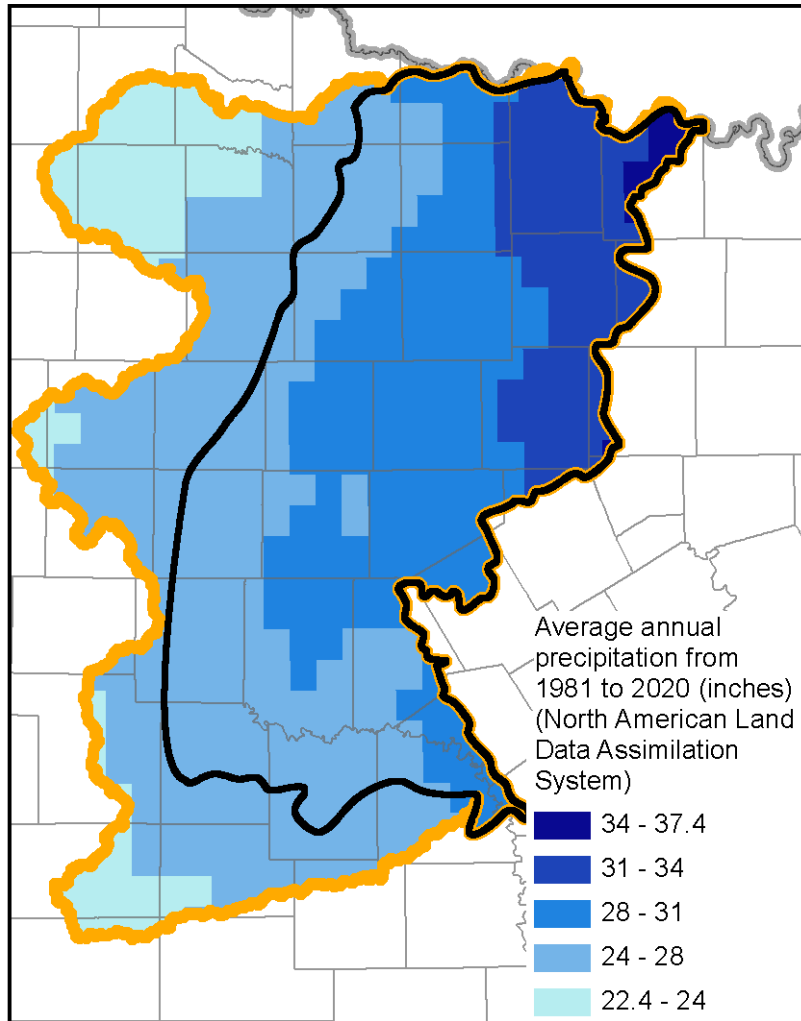 Average annual
precipitation from
1981 to 2020 (inches)
(North American Land
Data Assimilation
System)
34 - 37.4
31 - 34
28 - 31
24 - 28
22.4 - 24